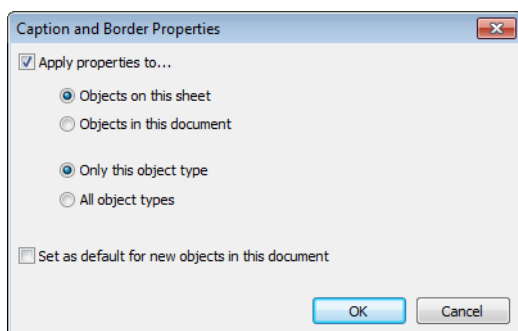 Caption and Border Properties
Apply properties to...
Objects on this sheet
Objects in this document
Only this object type
All object types
Set as default for new objects in this document
OK Cancel